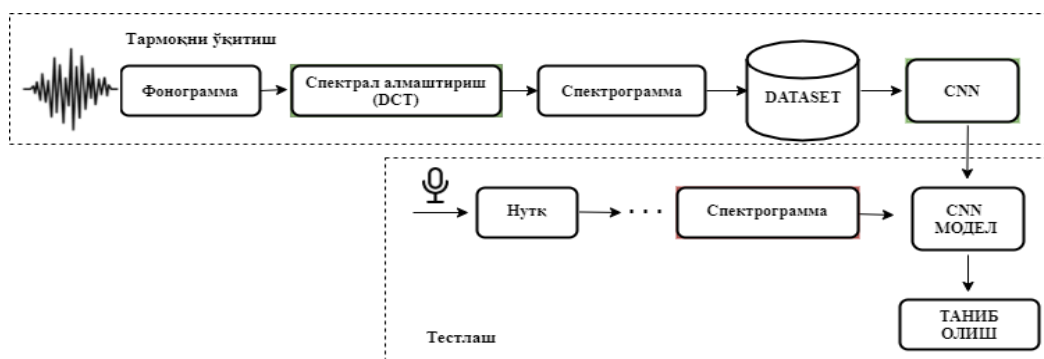 Тармоқни ўқитиш
Фонограмма
Спектрал алмаштириш
(DCT)
Спектрограмма
DATASET
CNN
Нутқ
...
Спектрограмма
CNN
МОДЕЛ
ТАНИБ
ОЛИШ
Тестлаш